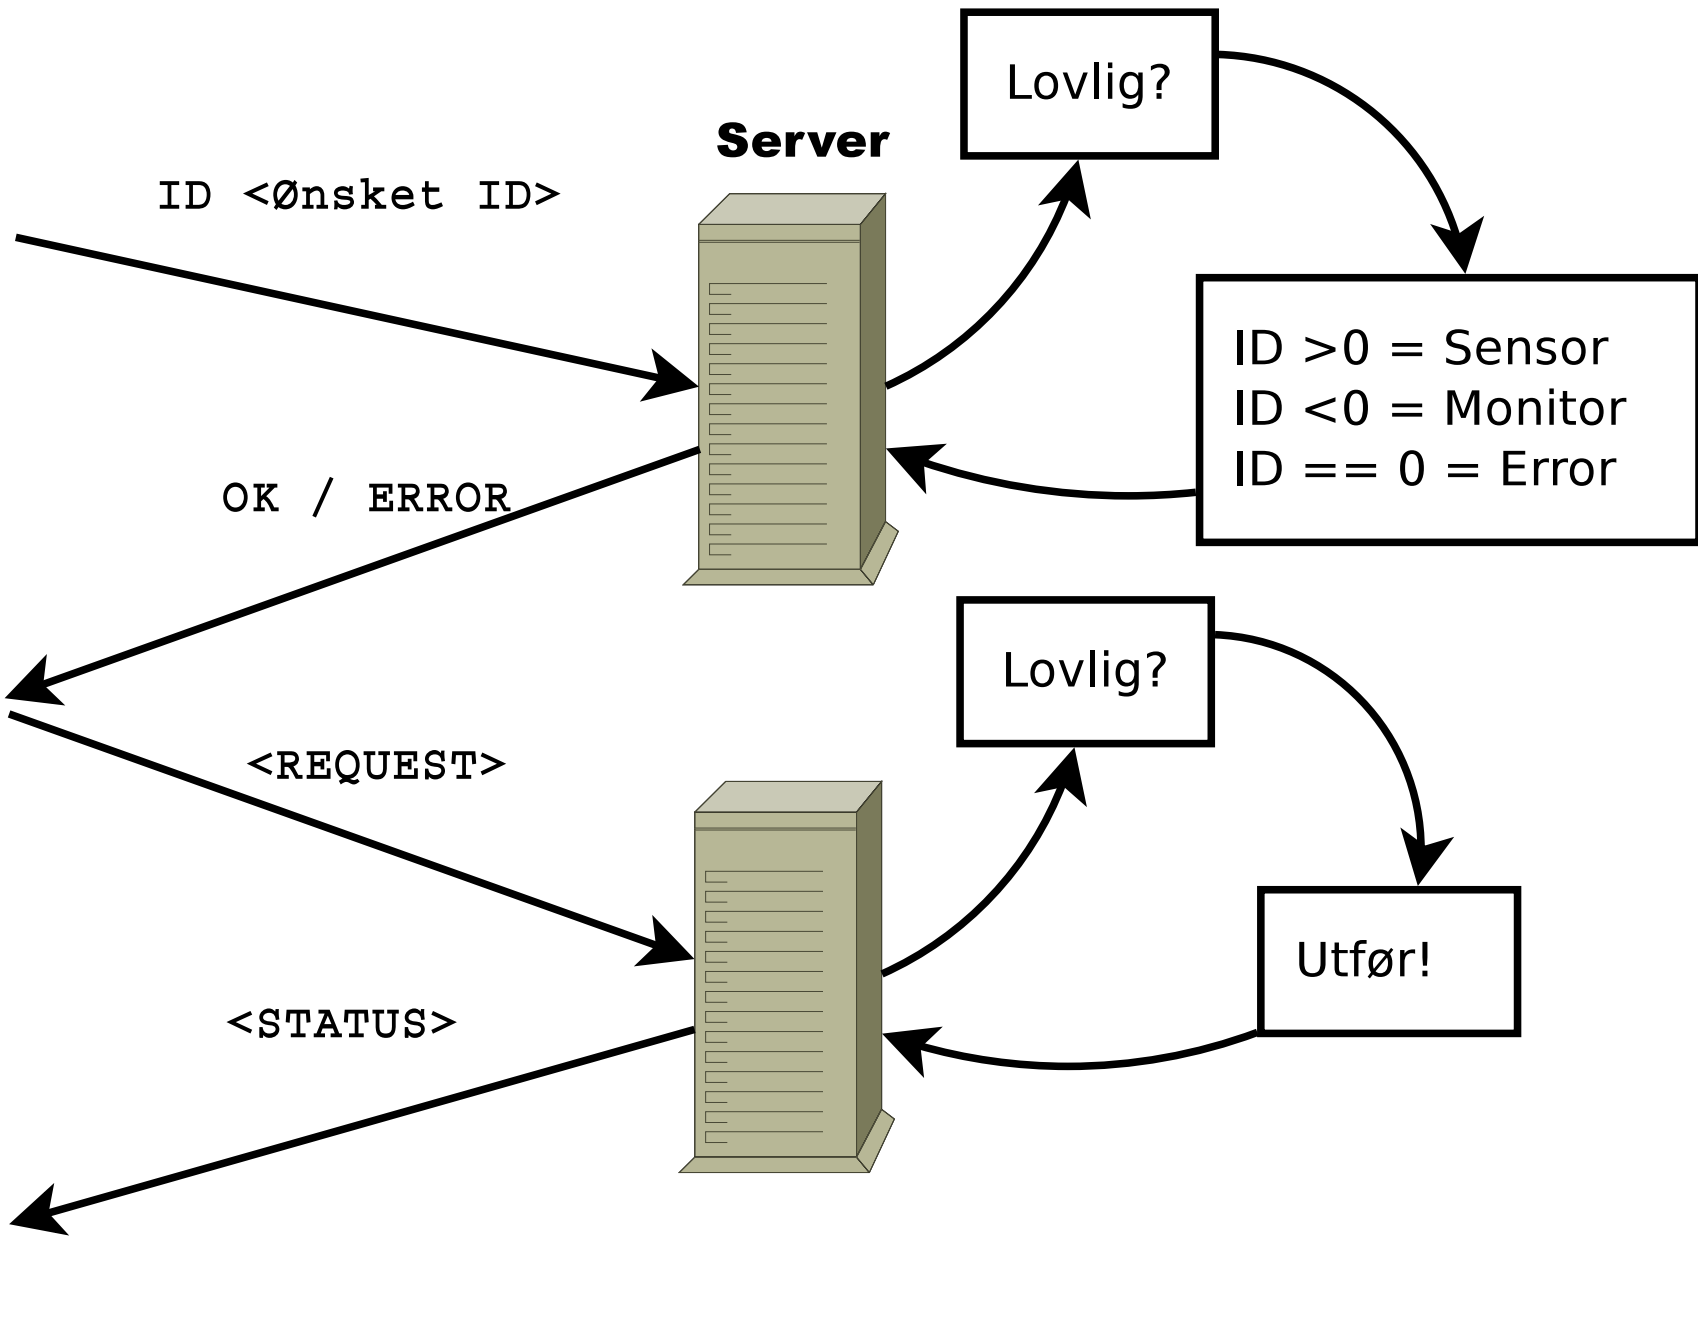 Lovlig?
Server
ID <Ønsket ID>
ID >0 = Sensor
ID <0 = Monitor
ID == 0 = Error
OK / ERROR
Lovlig?
<REQUEST>
Utfør!
<STATUS>